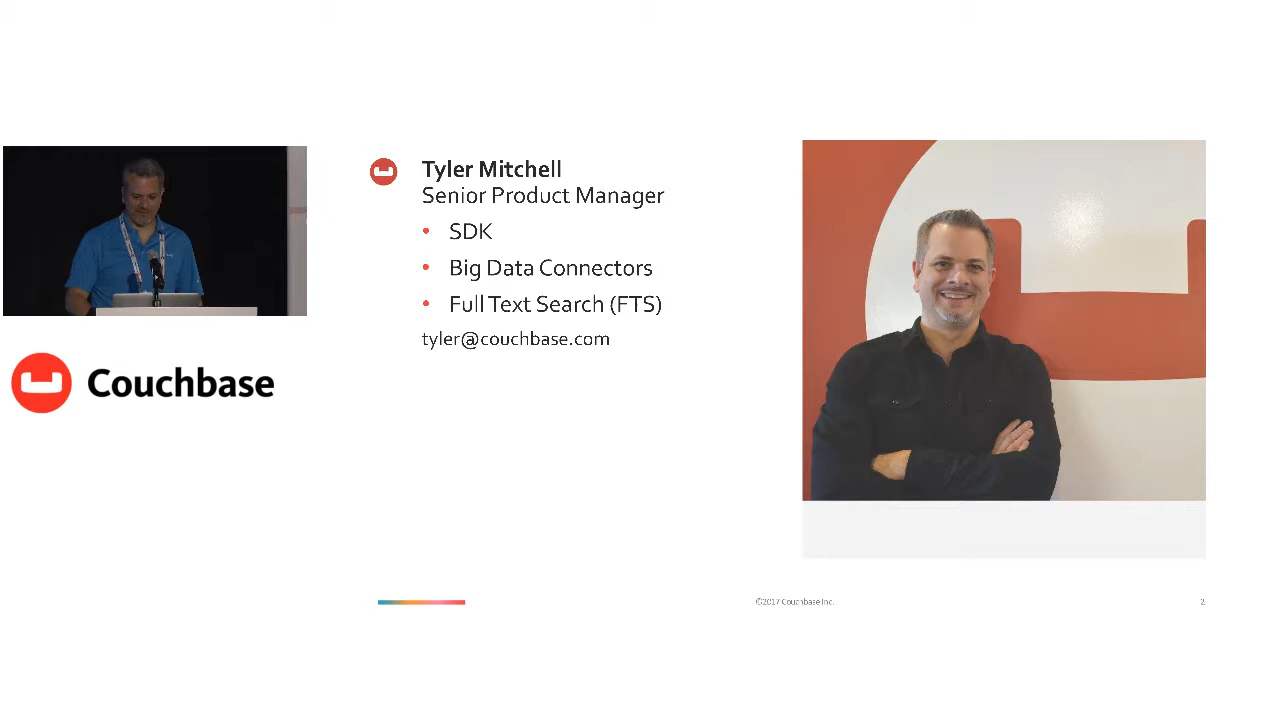 Tyler Mitchell
Senior Product Manager
• SDK
• Big Data Connectors
• Full Text Search (FTS)
tyler@couchbase.com
Couchbase
©2017 Couchbase Inc.
2